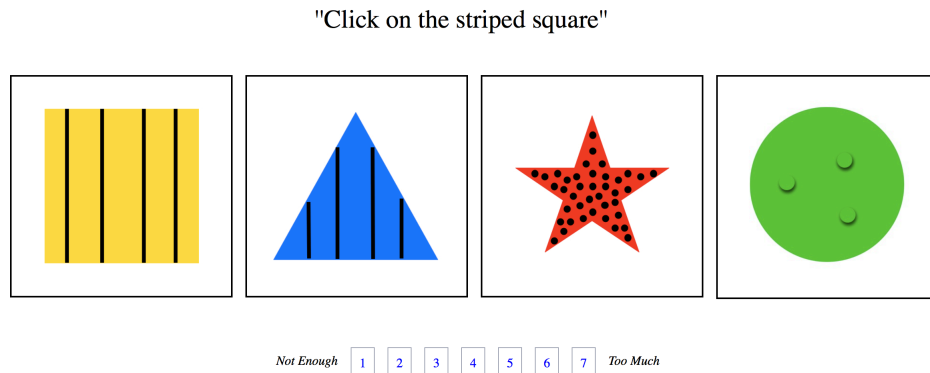 "Click on the striped square"
Not Enough 1 2 3 4 5 6 7 Too Much